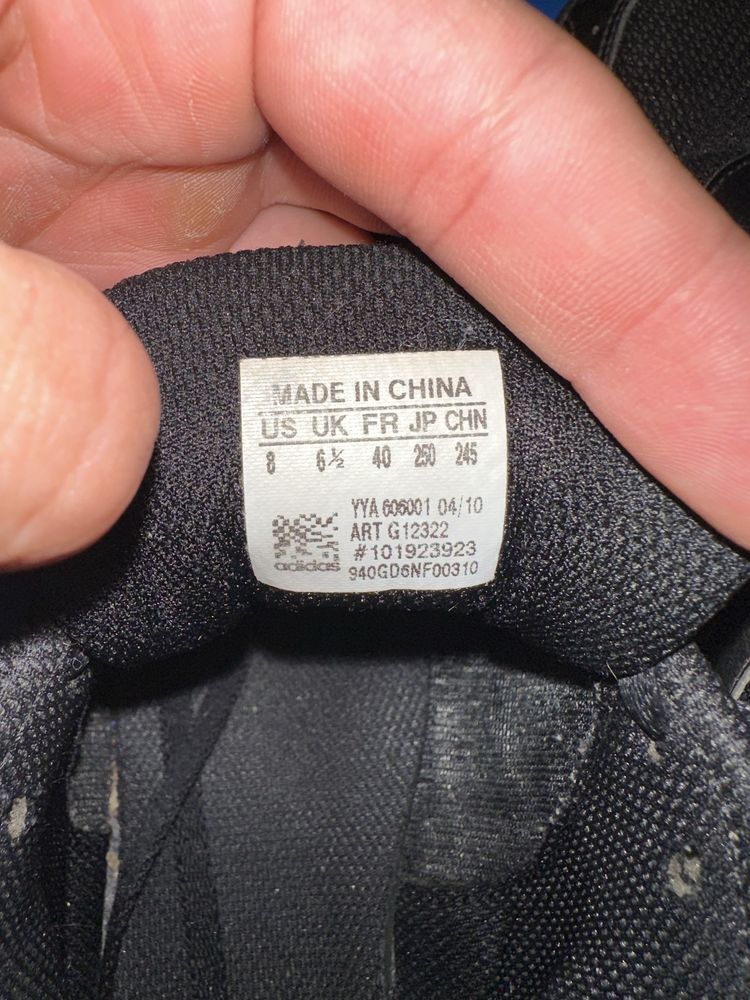 MADE IN CHINA
US UK FR JP CHN
8 6½ 40 250 245
YYA 606001 04/10
ART G12322
#101923923
adidas 940GD6NF00310